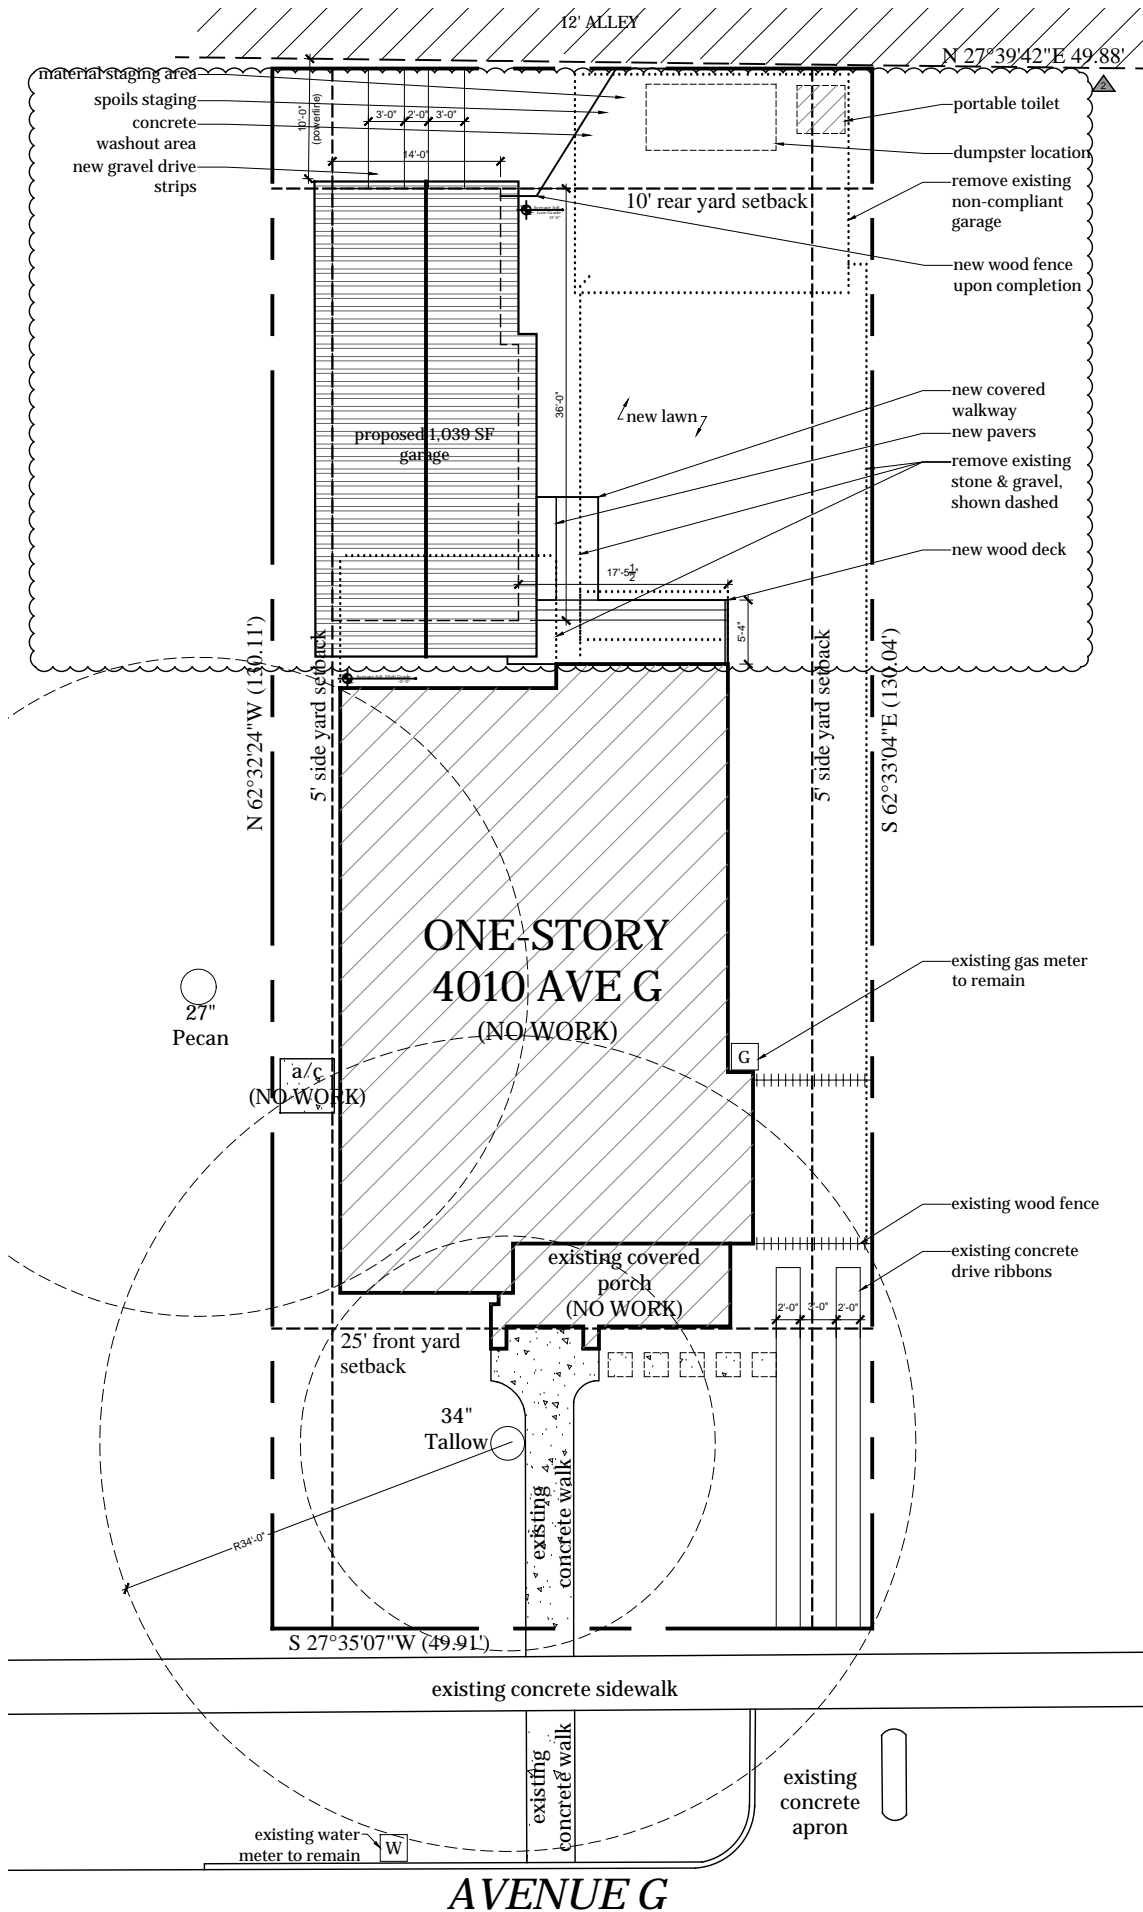 12' ALLEY
N 27°39'42"E 49.88'
2
material staging area
spoils staging
concrete
washout area
new gravel drive
strips
10'-0"
(powerline)
3'-0"
2'-0"
3'-0"
14'-0"
portable toilet
dumpster location
remove existing
non-compliant
garage
10' rear yard setback
new wood fence
upon completion
36'-0"
new lawn
new covered
walkway
new pavers
remove existing
stone & gravel,
shown dashed
new wood deck
proposed 1,039 SF
garage
17'-5 1/2"
5'-4"
N 62°32'24"W (130.11')
5' side yard setback
5' side yard setback
S 62°33'04"E (130.04')
ONE-STORY
4010 AVE G
(NO WORK)
27"
Pecan
a/c
(NO WORK)
G
existing gas meter
to remain
existing wood fence
existing concrete
drive ribbons
existing covered
porch
(NO WORK)
2'-0"
3'-0"
2'-0"
25' front yard
setback
34"
Tallow
R34'-0"
existing
concrete walk
S 27°35'07"W (49.91')
existing concrete sidewalk
existing
concrete walk
existing
concrete
apron
existing water
meter to remain
W
AVENUE G